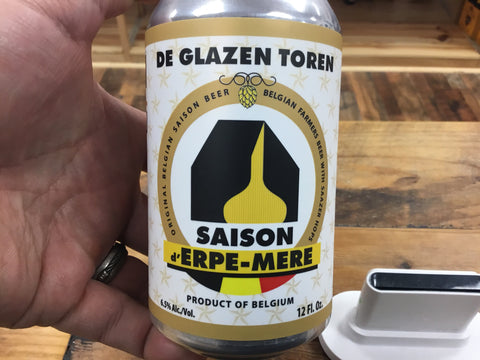 DE GLAZEN TOREN
ORIGINAL BELGIAN SAISON BEER
BELGIAN FARMERS BEER WITH SAAZER HOPS
SAISON
d'ERPE-MERE
PRODUCT OF BELGIUM
6.5% Alc./Vol.
12 Fl. Oz.